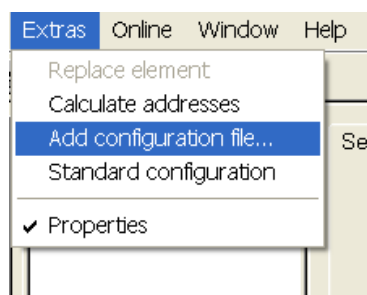 Extras Online Window Help
Replace element
Calculate addresses
Add configuration file...
Se
Standard configuration
Properties